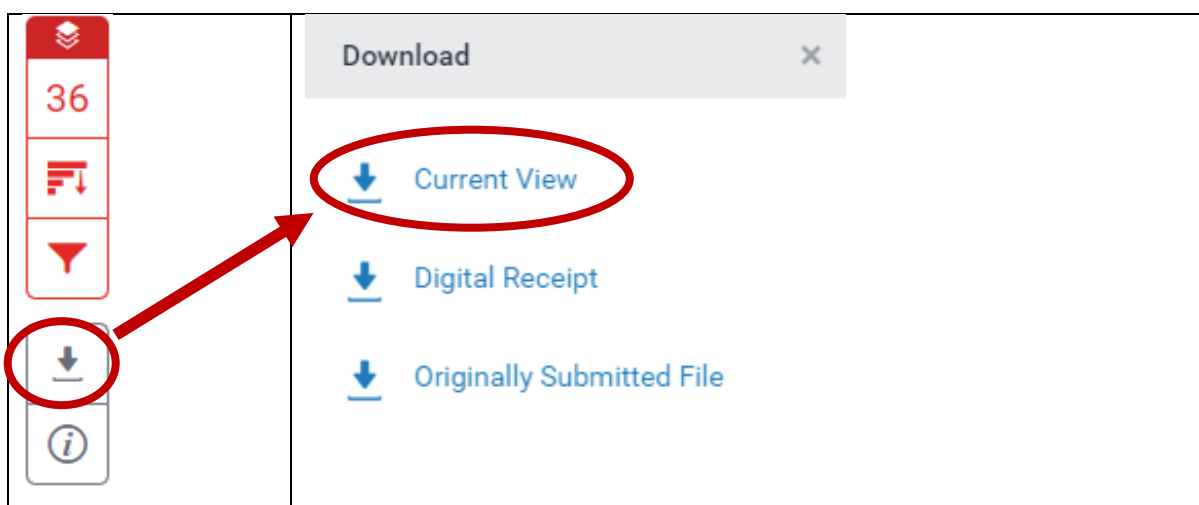 36
Download
Current View
Digital Receipt
Originally Submitted File
i